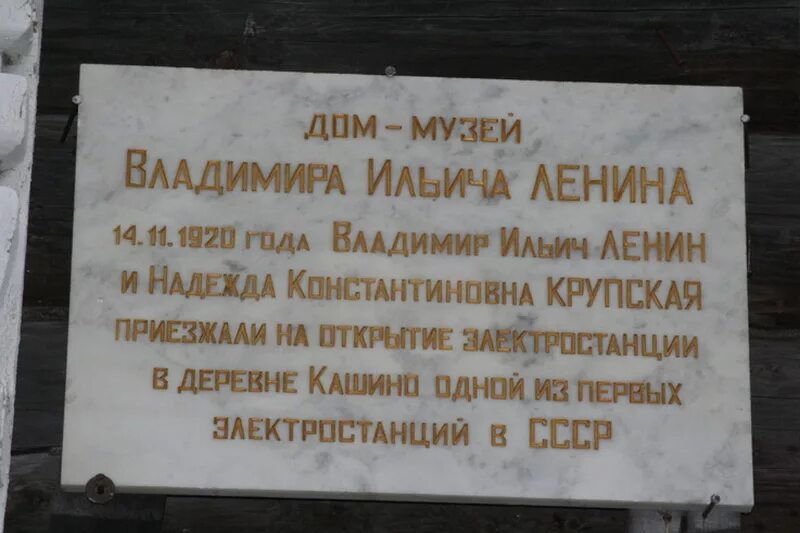 ДОМ-МУЗЕЙ
ВЛАДИМИРА ИЛЬИЧА ЛЕНИНА
14.11.1920 ГОДА ВЛАДИМИР ИЛЬИЧ ЛЕНИН
И НАДЕЖДА КОНСТАНТИНОВНА КРУПСКАЯ
ПРИЕЗЖАЛИ НА ОТКРЫТИЕ ЭЛЕКТРОСТАНЦИИ
В ДЕРЕВНЕ КАШИНО ОДНОЙ ИЗ ПЕРВЫХ
ЭЛЕКТРОСТАНЦИЙ В СССР